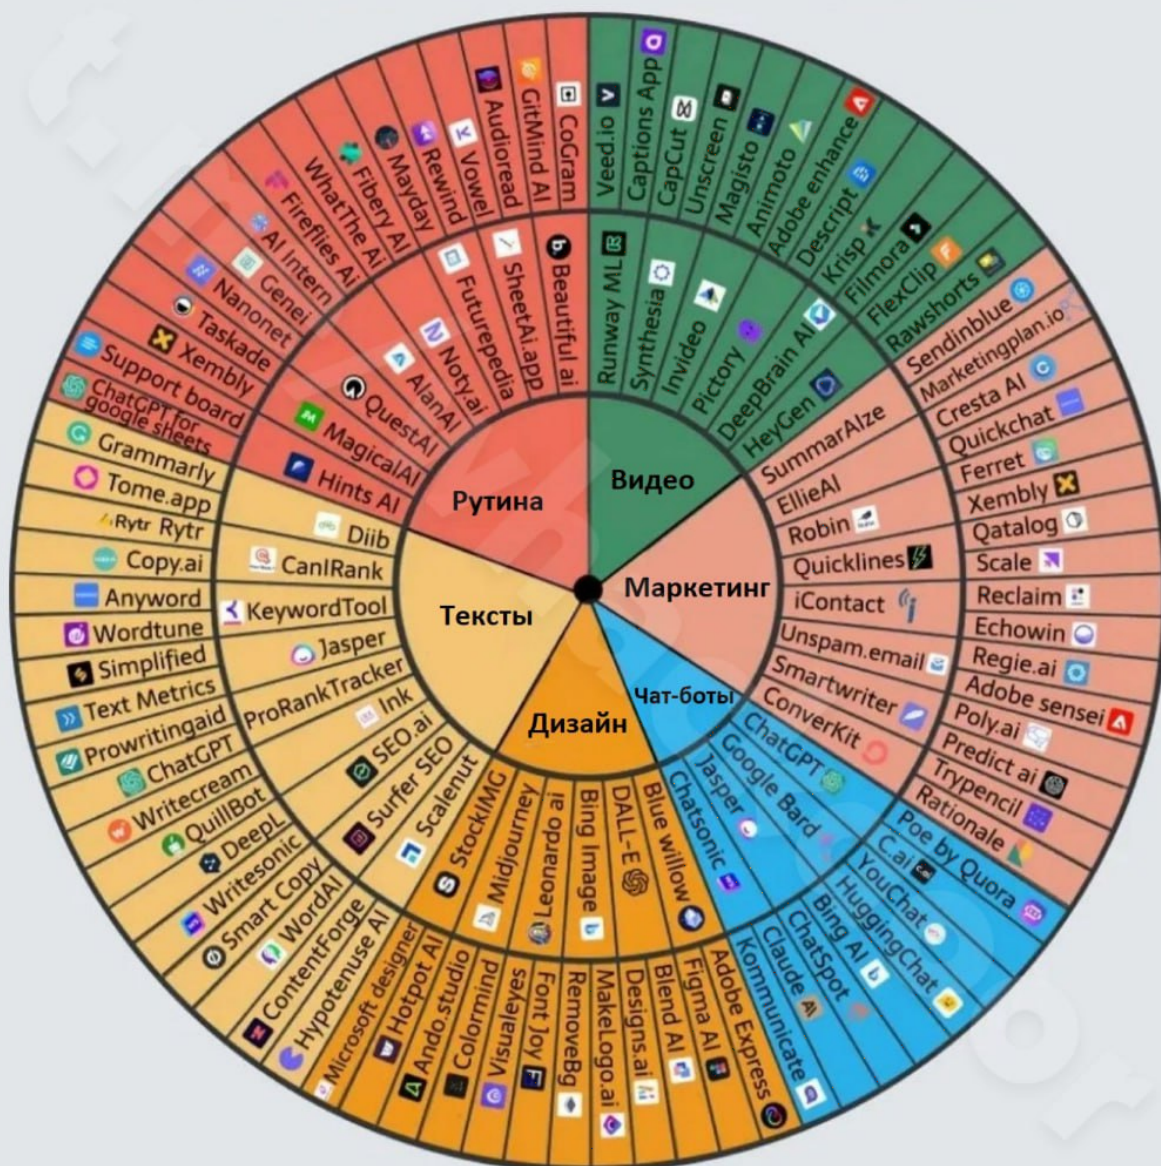 Видео
Runway ML
Synthesia
Invideo
Pictory
DeepBrain AI
HeyGen
Veed.io
Captions App
CapCut
Unscreen
Magisto
Animoto
Adobe enhance
Descript
Krisp
Filmora
FlexClip
Rawshorts
Маркетинг
SummarAIze
EllieAI
Robin
Quicklines
iContact
Unspam.email
Smartwriter
ConverKit
Sendinblue
Marketingplan.io
Cresta AI
Quickchat
Ferret
Xembly
Qatalog
Scale
Reclaim
Echowin
Regie.ai
Adobe sensei
Poly.ai
Predict ai
Trypencil
Rationale
Чат-боты
ChatGPT
Google Bard
Jasper
Chatsonic
Poe by Quora
C.ai
YouChat
HuggingChat
Bing AI
ChatSpot
Claude
Kommunicate
Дизайн
Blue willow
DALL-E
Bing Image
Leonardo ai
Midjourney
StockIMG
Adobe Express
Figma AI
Blend AI
Designs.ai
MakeLogo.ai
RemoveBg
Font Joy
Visualeyes
Colormind
Ando.studio
Hotpot AI
Microsoft designer
Тексты
Scalenut
Surfer SEO
SEO.ai
Ink
ProRankTracker
Jasper
KeywordTool
CanIRank
Diib
Hypotenuse AI
ContentForge
WordAI
Smart Copy
Writesonic
DeepL
QuillBot
Writecream
ChatGPT
Prowritingaid
Text Metrics
Simplified
Wordtune
Anyword
Copy.ai
Rytr Rytr
Tome.app
Grammarly
Рутина
Hints AI
MagicalAI
QuestAI
AianAI
Noty.ai
Futurepedia
SheetAi.app
Beautiful ai
ChatGPT for
google sheets
Support board
Xembly
Taskade
Nanonet
Genei
AI Intern
Fireflies Ai
WhatThe Ai
Fibery AI
Mayday
Rewind
Vowel
Audioread
GitMind AI
CoGram